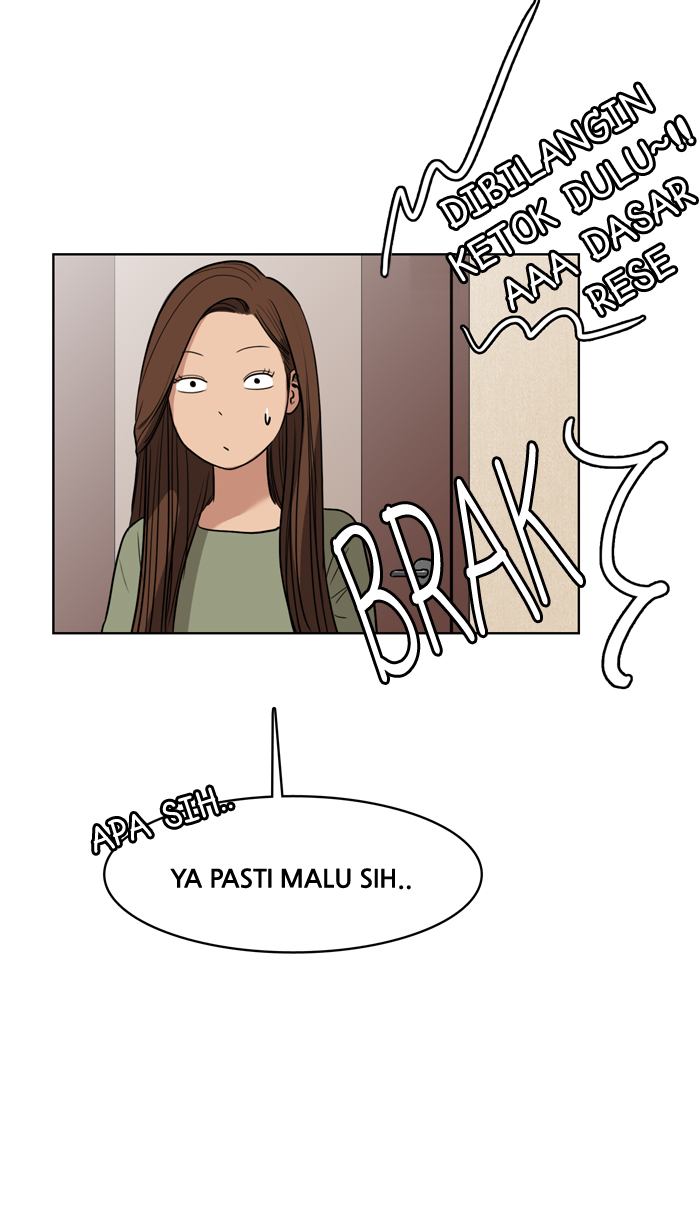 DIBILANGIN
KETOK DULU~!!
AAA DASAR
RESE
BRAK
APA SIH..
YA PASTI MALU SIH..